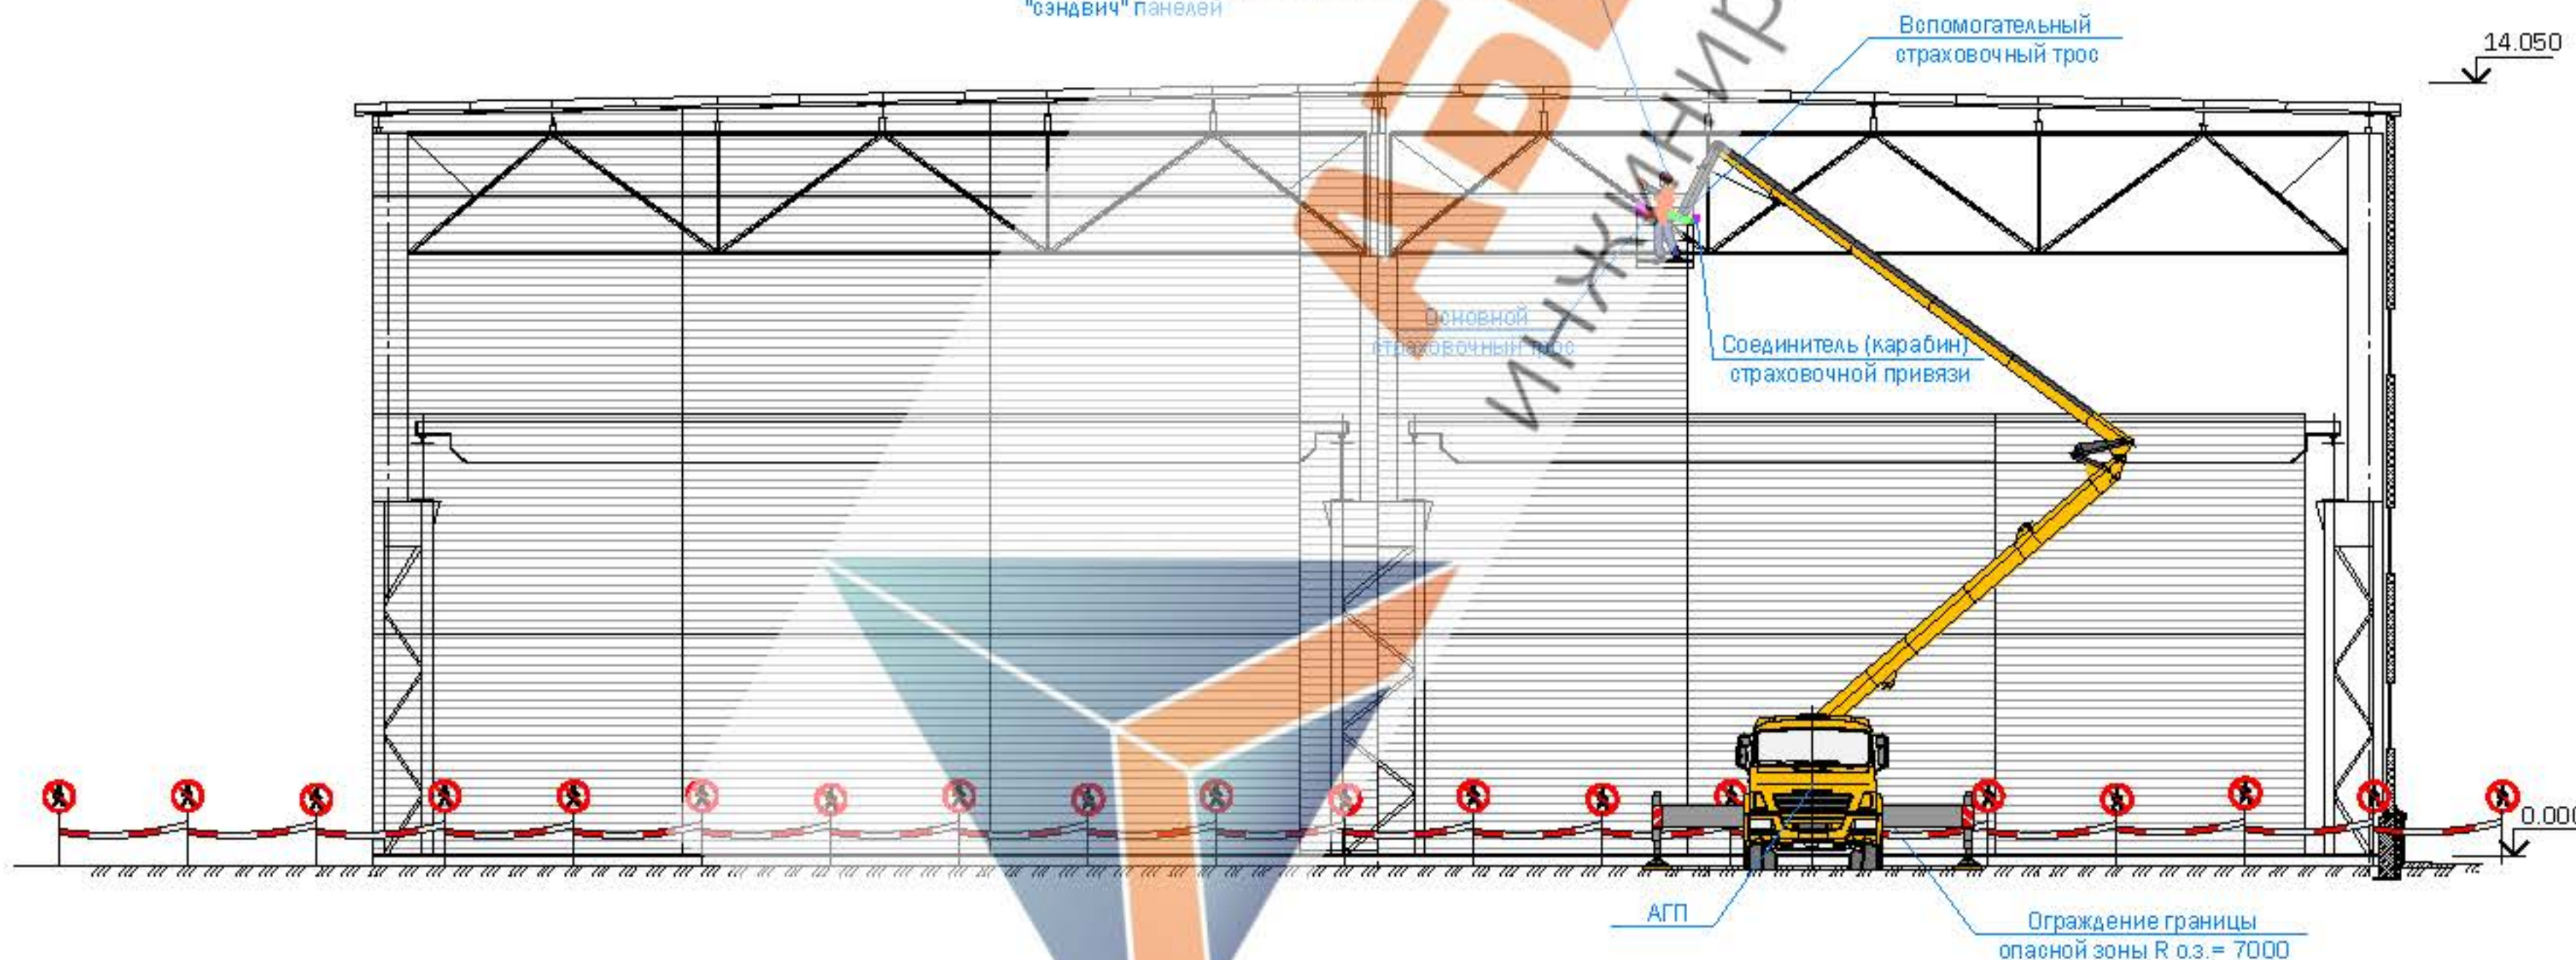 "сэндвич" панелей
Вспомогательный
страховочный трос
14.050
Основной
страховочный трос
Соединитель (карабин)
страховочной привязи
0.000
АГП
Ограждение границы
опасной зоны R о.з.= 7000